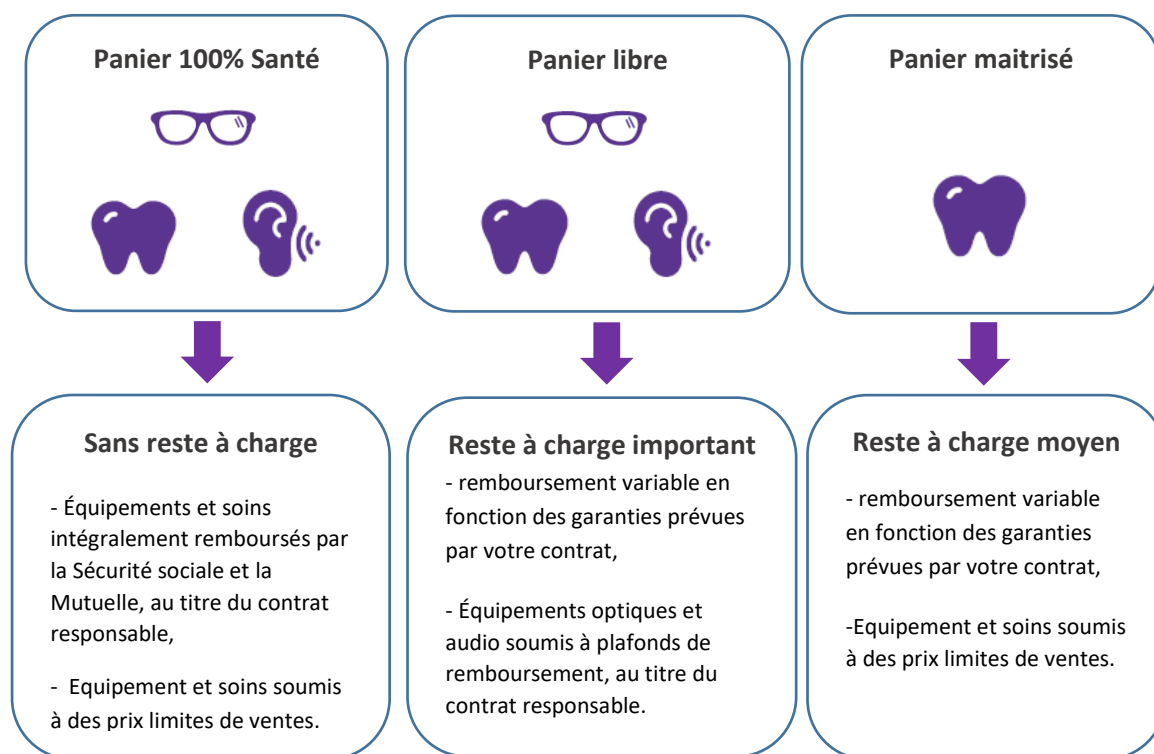 Panier 100% Santé
Panier libre
Panier maitrisé
Sans reste à charge
- Équipements et soins
intégralement remboursés par
la Sécurité sociale et la
Mutuelle, au titre du contrat
responsable,
- Equipement et soins soumis
à des prix limites de ventes.
Reste à charge important
- remboursement variable en
fonction des garanties prévues
par votre contrat,
- Équipements optiques et
audio soumis à plafonds de
remboursement, au titre du
contrat responsable.
Reste à charge moyen
- remboursement variable
en fonction des garanties
prévues par votre contrat,
-Equipement et soins soumis
à des prix limites de ventes.